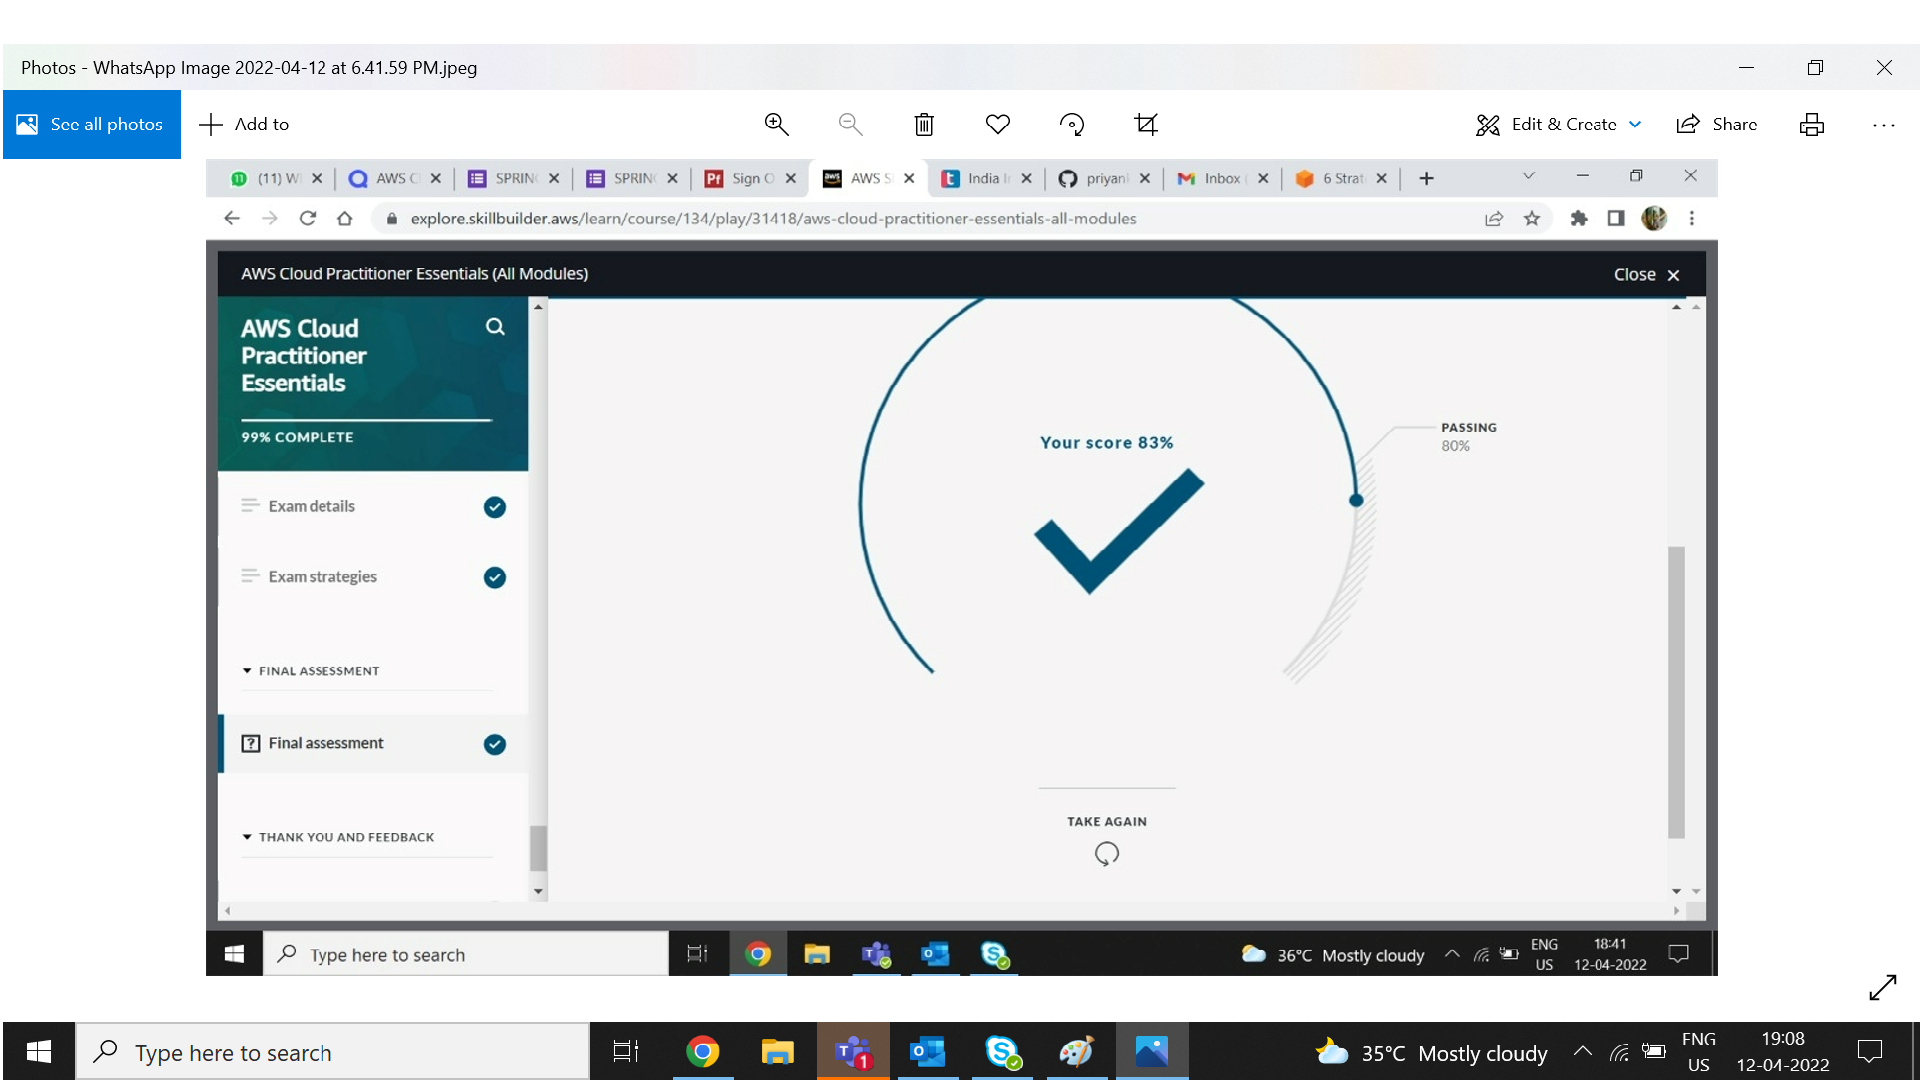 Photos - WhatsApp Image 2022-04-12 at 6.41.59 PM.jpeg
See all photos
Add to
Edit & Create
Share
(11) W
AWS C
SPRIN
SPRIN
Pf Sign O
aws AWS S
t India I
priyan
Inbox (
6 Strat
explore.skillbuilder.aws/learn/course/134/play/31418/aws-cloud-practitioner-essentials-all-modules
AWS Cloud Practitioner Essentials (All Modules)
Close
AWS Cloud
Practitioner
Essentials
99% COMPLETE
Exam details
Exam strategies
FINAL ASSESSMENT
Final assessment
THANK YOU AND FEEDBACK
Your score 83%
PASSING
80%
TAKE AGAIN
Type here to search
36°C Mostly cloudy
ENG
US
18:41
12-04-2022
Type here to search
1
35°C Mostly cloudy
ENG
US
19:08
12-04-2022